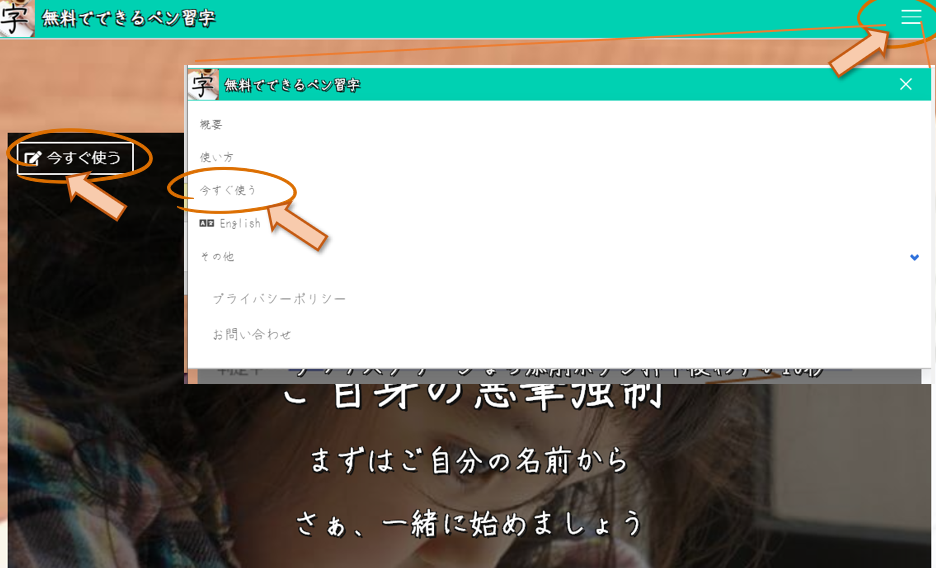 字 無料でできるペン習字
字 無料でできるペン習字
概要
今すぐ使う
使い方
今すぐ使う
English
その他
プライバシーポリシー
お問い合わせ
ご自身の悪筆強制
まずはご自分の名前から
さぁ、一緒に始めましょう